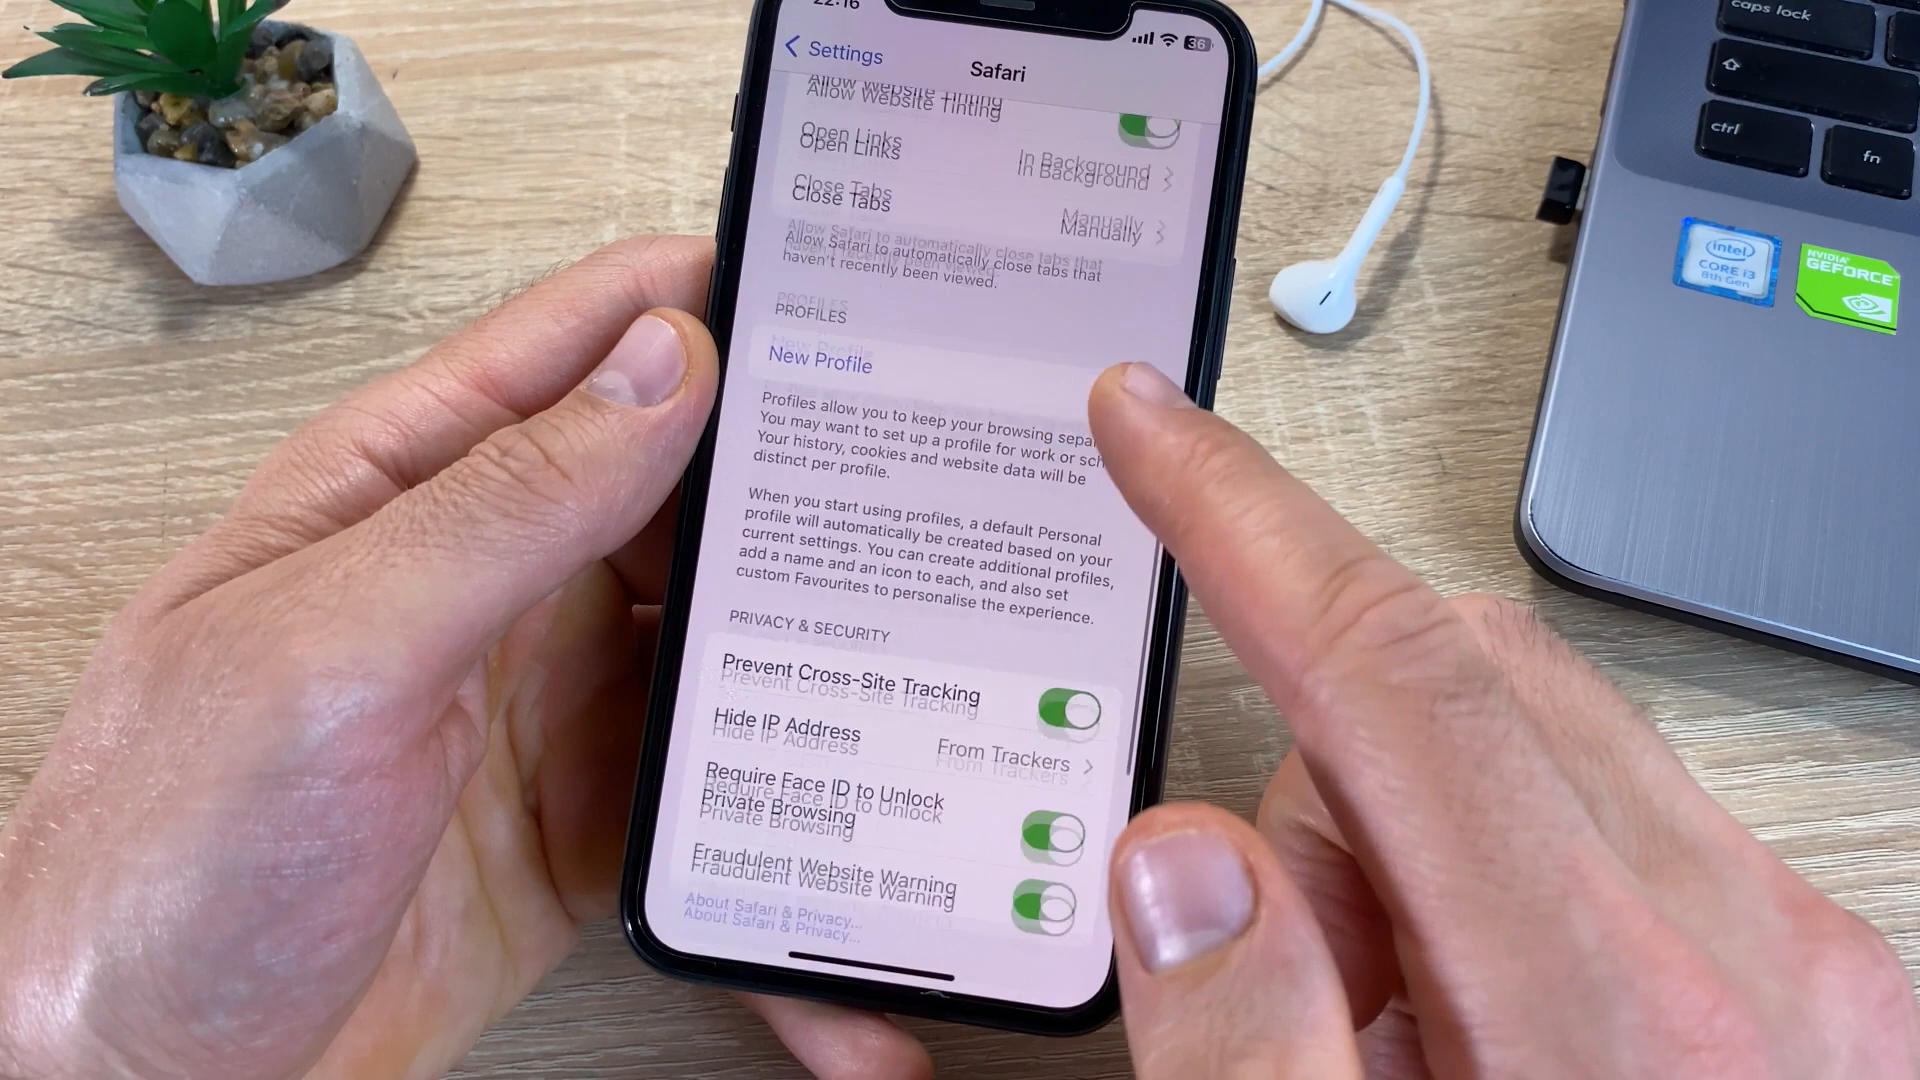 22:16
36
Settings
Safari
Allow Website Tinting
Open Links
In Background
Close Tabs
Manually
Allow Safari to automatically close tabs that
haven't recently been viewed.
PROFILES
New Profile
Profiles allow you to keep your browsing sepa
You may want to set up a profile for work or sch
Your history, cookies and website data will be
distinct per profile.
When you start using profiles, a default Personal
profile will automatically be created based on your
current settings. You can create additional profiles,
add a name and an icon to each, and also set
custom Favourites to personalise the experience.
PRIVACY & SECURITY
Prevent Cross-Site Tracking
Hide IP Address
From Trackers
Require Face ID to Unlock
Private Browsing
Fraudulent Website Warning
About Safari & Privacy...
caps lock
ctrl
fn
intel
CORE i3
8th Gen
NVIDIA
GEFORCE